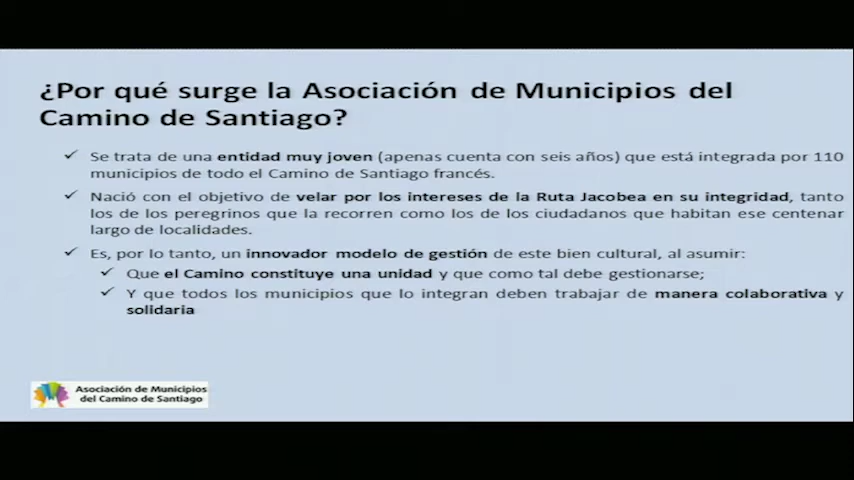 ¿Por qué surge la Asociación de Municipios del
Camino de Santiago?
Se trata de una entidad muy joven (apenas cuenta con seis años) que está integrada por 110
municipios de todo el Camino de Santiago francés.
Nació con el objetivo de velar por los intereses de la Ruta Jacobea en su integridad, tanto
los de los peregrinos que la recorren como los de los ciudadanos que habitan ese centenar
largo de localidades.
Es, por lo tanto, un innovador modelo de gestión de este bien cultural, al asumir:
Que el Camino constituye una unidad y que como tal debe gestionarse;
Y que todos los municipios que lo integran deben trabajar de manera colaborativa y
solidaria
Asociación de Municipios
del Camino de Santiago